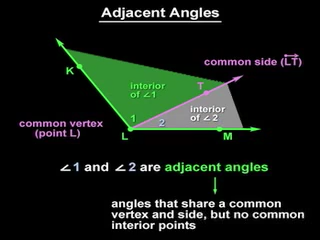 Adjacent Angles
common side (LT)
K
interior
of ∠1
T
interior
of ∠2
common vertex
(point L)
1
2
L
M
∠1 and ∠2 are adjacent angles
angles that share a common
vertex and side, but no common
interior points